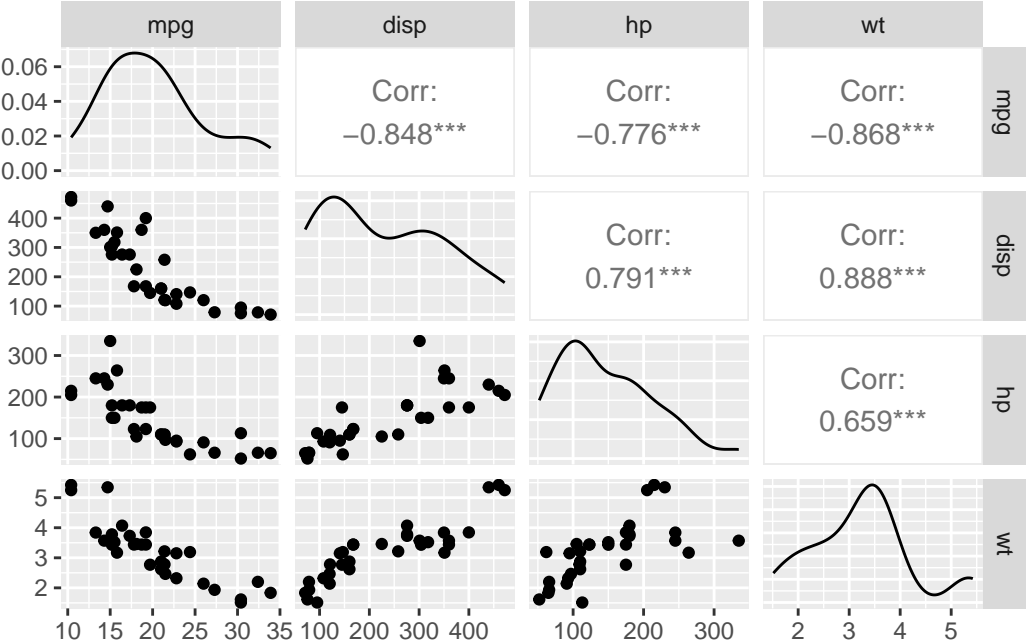 mpg disp hp wt
0.06
0.04
0.02
0.00
Corr:
−0.848***
Corr:
−0.776***
Corr:
−0.868***
mpg
400
300
200
100
Corr:
0.791***
Corr:
0.888***
disp
300
200
100
Corr:
0.659***
hp
5
4
3
2
wt
10 15 20 25 30 35 100 200 300 400 100 200 300 2 3 4 5